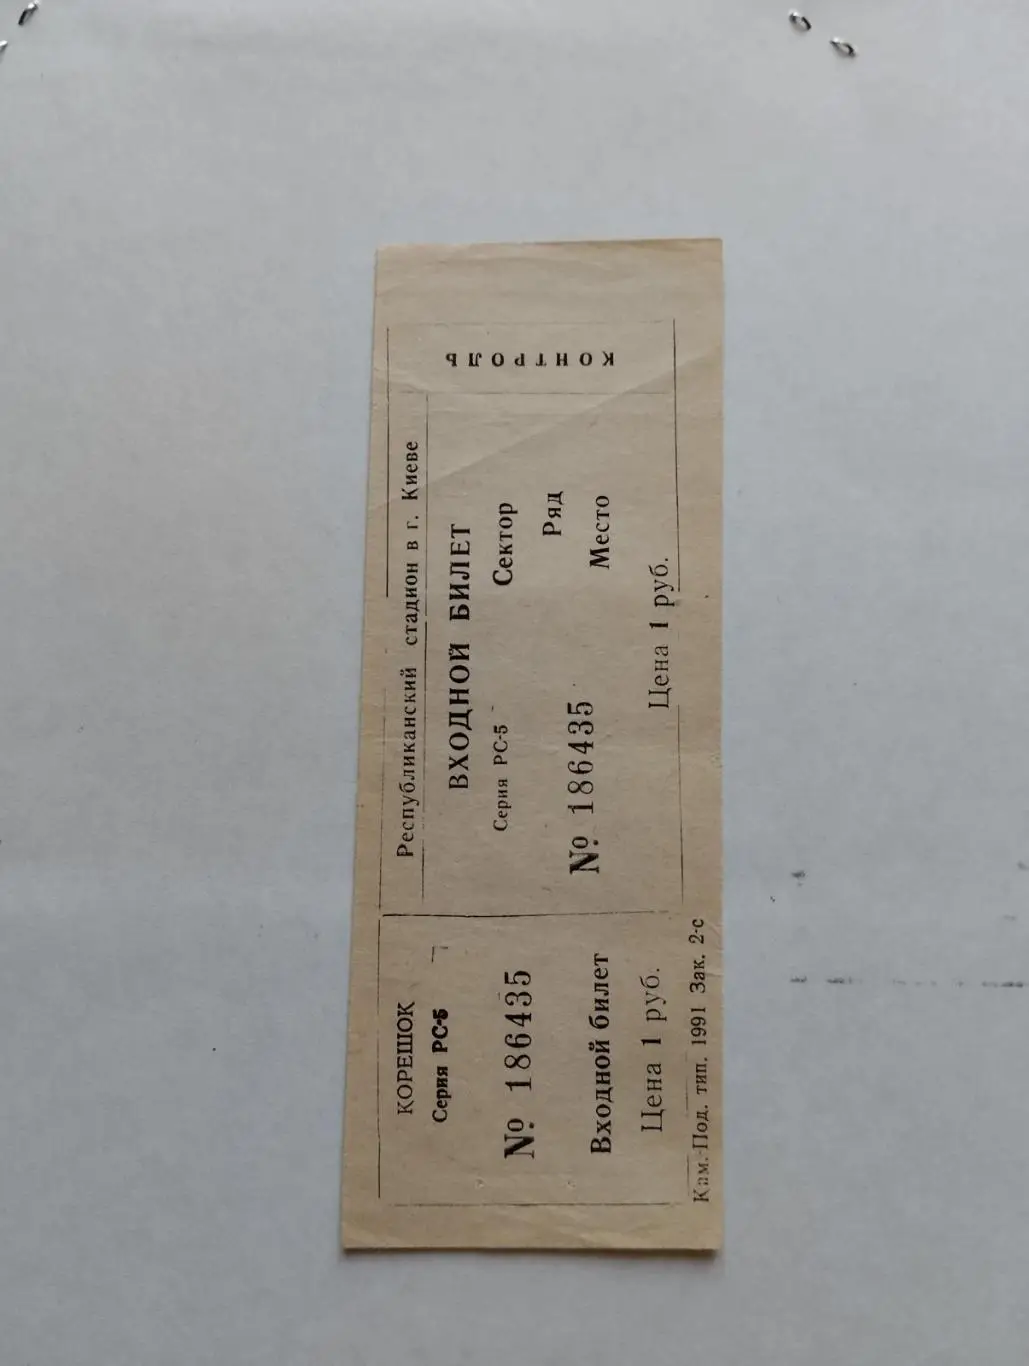 КОРЕШОК
Серия РС-5
№ 186435
Входной билет
Цена 1 руб.
Республиканский стадион в г. Киеве
ВХОДНОЙ БИЛЕТ
Серия РС-5 Сектор
Ряд
№ 186435 Место
Цена 1 руб.
КОНТРОЛЬ
Кам.-Под. тип. 1991 Зак. 2-с